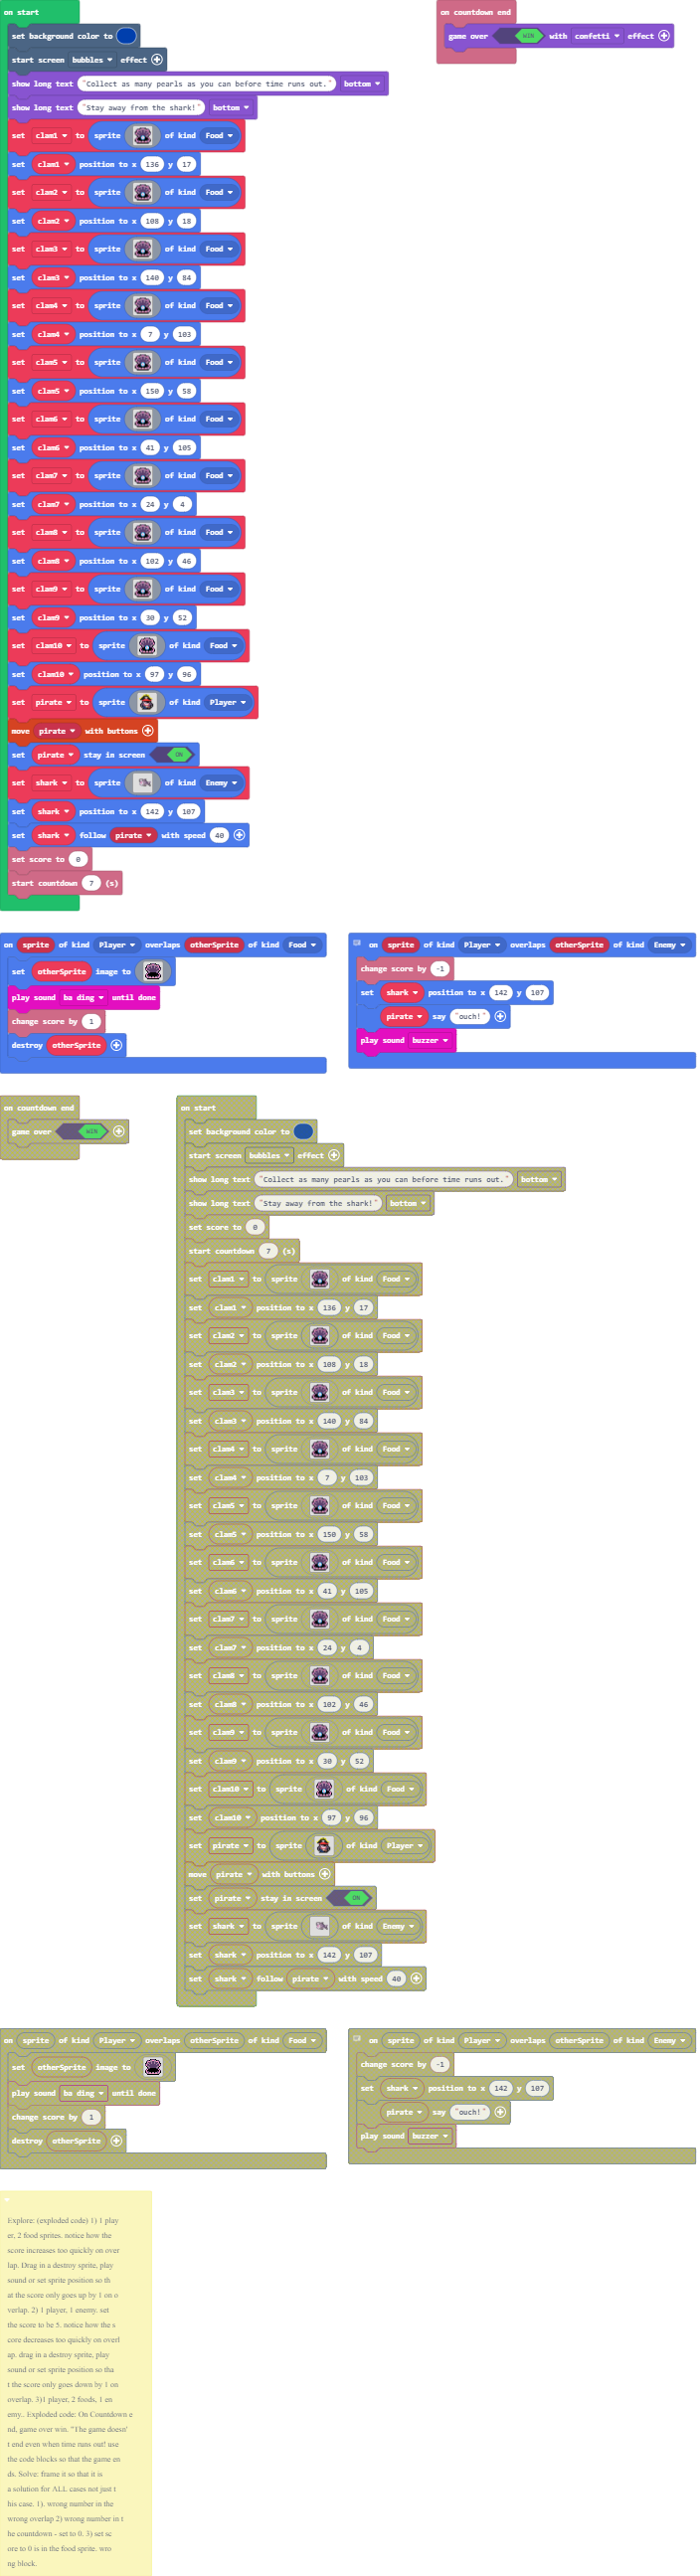 on start
set background color to
start screen bubbles effect
show long text "Collect as many pearls as you can before time runs out." bottom
show long text "Stay away from the shark!" bottom
set clam1 to sprite of kind Food
set clam1 position to x 136 y 17
set clam2 to sprite of kind Food
set clam2 position to x 108 y 18
set clam3 to sprite of kind Food
set clam3 position to x 140 y 84
set clam4 to sprite of kind Food
set clam4 position to x 7 y 103
set clam5 to sprite of kind Food
set clam5 position to x 150 y 58
set clam6 to sprite of kind Food
set clam6 position to x 41 y 105
set clam7 to sprite of kind Food
set clam7 position to x 24 y 4
set clam8 to sprite of kind Food
set clam8 position to x 102 y 46
set clam9 to sprite of kind Food
set clam9 position to x 30 y 52
set clam10 to sprite of kind Food
set clam10 position to x 97 y 96
set pirate to sprite of kind Player
move pirate with buttons
set pirate stay in screen ON
set shark to sprite of kind Enemy
set shark position to x 142 y 107
set shark follow pirate with speed 40
set score to 0
start countdown 7 (s)
on countdown end
game over WIN with confetti effect
on sprite of kind Player overlaps otherSprite of kind Food
set otherSprite image to
play sound ba ding until done
change score by 1
destroy otherSprite
on sprite of kind Player overlaps otherSprite of kind Enemy
change score by -1
set shark position to x 142 y 107
pirate say "ouch!"
play sound buzzer
on countdown end
game over WIN
on start
set background color to
start screen bubbles effect
show long text "Collect as many pearls as you can before time runs out." bottom
show long text "Stay away from the shark!" bottom
set score to 0
start countdown 7 (s)
set clam1 to sprite of kind Food
set clam1 position to x 136 y 17
set clam2 to sprite of kind Food
set clam2 position to x 108 y 18
set clam3 to sprite of kind Food
set clam3 position to x 140 y 84
set clam4 to sprite of kind Food
set clam4 position to x 7 y 103
set clam5 to sprite of kind Food
set clam5 position to x 150 y 58
set clam6 to sprite of kind Food
set clam6 position to x 41 y 105
set clam7 to sprite of kind Food
set clam7 position to x 24 y 4
set clam8 to sprite of kind Food
set clam8 position to x 102 y 46
set clam9 to sprite of kind Food
set clam9 position to x 30 y 52
set clam10 to sprite of kind Food
set clam10 position to x 97 y 96
set pirate to sprite of kind Player
move pirate with buttons
set pirate stay in screen ON
set shark to sprite of kind Enemy
set shark position to x 142 y 107
set shark follow pirate with speed 40
on sprite of kind Player overlaps otherSprite of kind Food
set otherSprite image to
play sound ba ding until done
change score by 1
destroy otherSprite
on sprite of kind Player overlaps otherSprite of kind Enemy
change score by -1
set shark position to x 142 y 107
pirate say "ouch!"
play sound buzzer
Explore: (exploded code) 1) 1 play
er, 2 food sprites. notice how the
score increases too quickly on over
lap. Drag in a destroy sprite, play
sound or set sprite position so th
at the score only goes up by 1 on o
verlap. 2) 1 player, 1 enemy. set
the score to be 5. notice how the s
core decreases too quickly on overl
ap. drag in a destroy sprite, play
sound or set sprite position so tha
t the score only goes down by 1 on
overlap. 3)1 player, 2 foods, 1 en
emy.. Exploded code: On Countdown e
nd, game over win. "The game doesn'
t end even when time runs out! use
the code blocks so that the game en
ds. Solve: frame it so that it is
a solution for ALL cases not just t
his case. 1). wrong number in the
wrong overlap 2) wrong number in t
he countdown - set to 0. 3) set sc
ore to 0 is in the food sprite. wro
ng block.